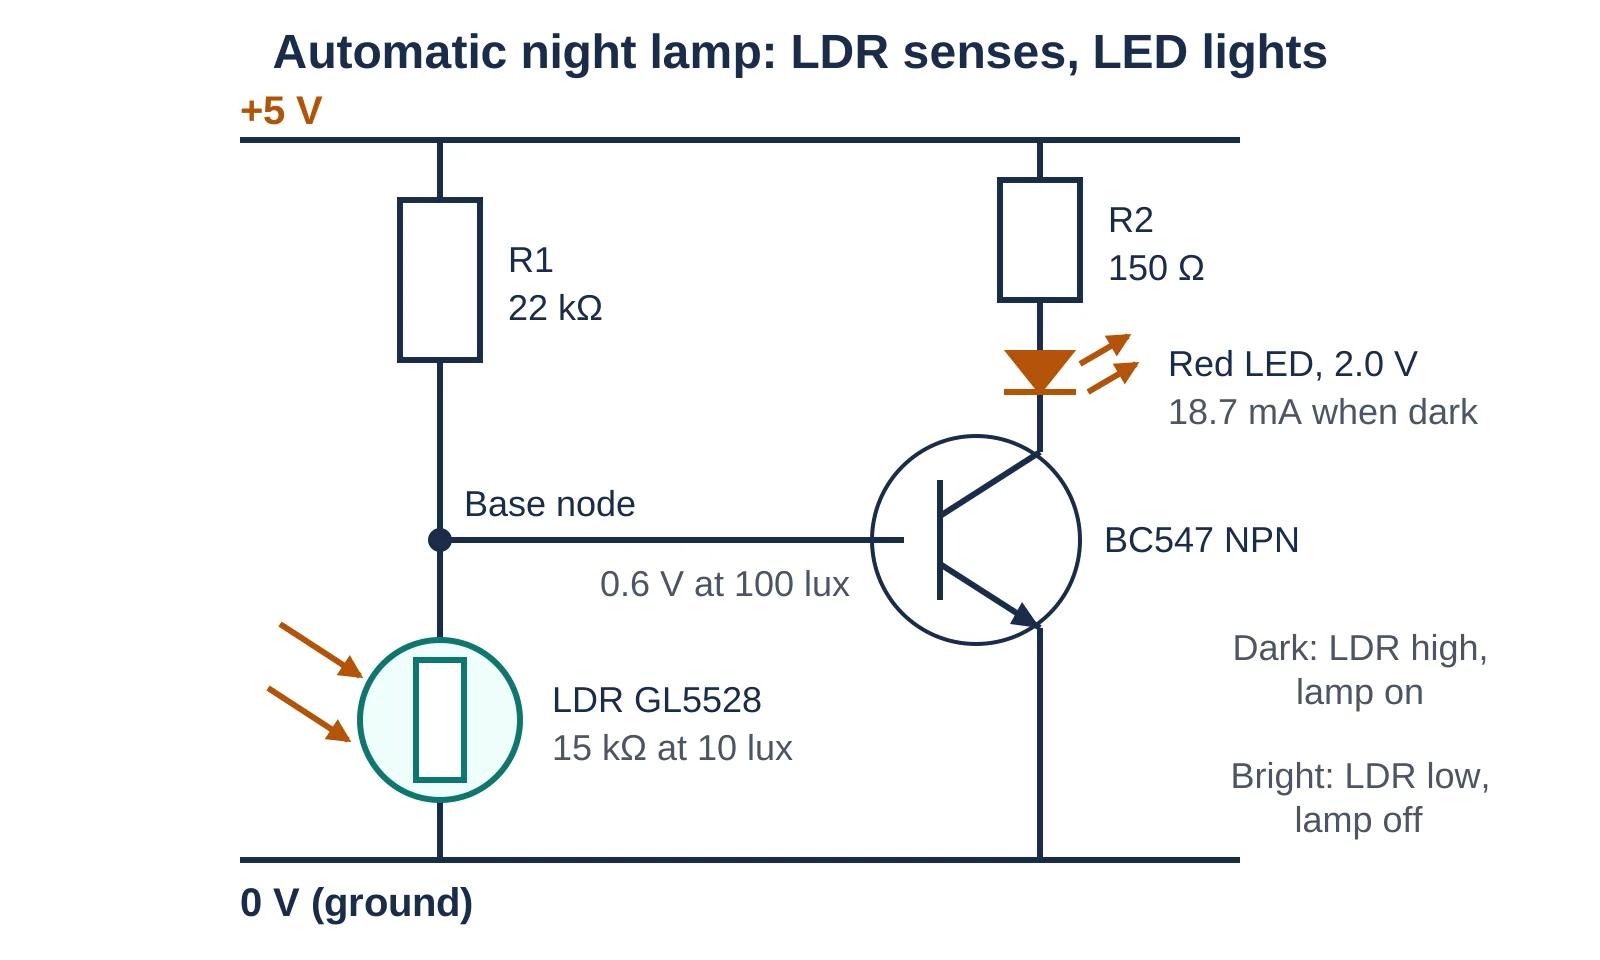 Automatic night lamp: LDR senses, LED lights
+5 V
R1
22 kΩ
R2
150 Ω
Red LED, 2.0 V
18.7 mA when dark
Base node
0.6 V at 100 lux
BC547 NPN
LDR GL5528
15 kΩ at 10 lux
Dark: LDR high,
lamp on
Bright: LDR low,
lamp off
0 V (ground)